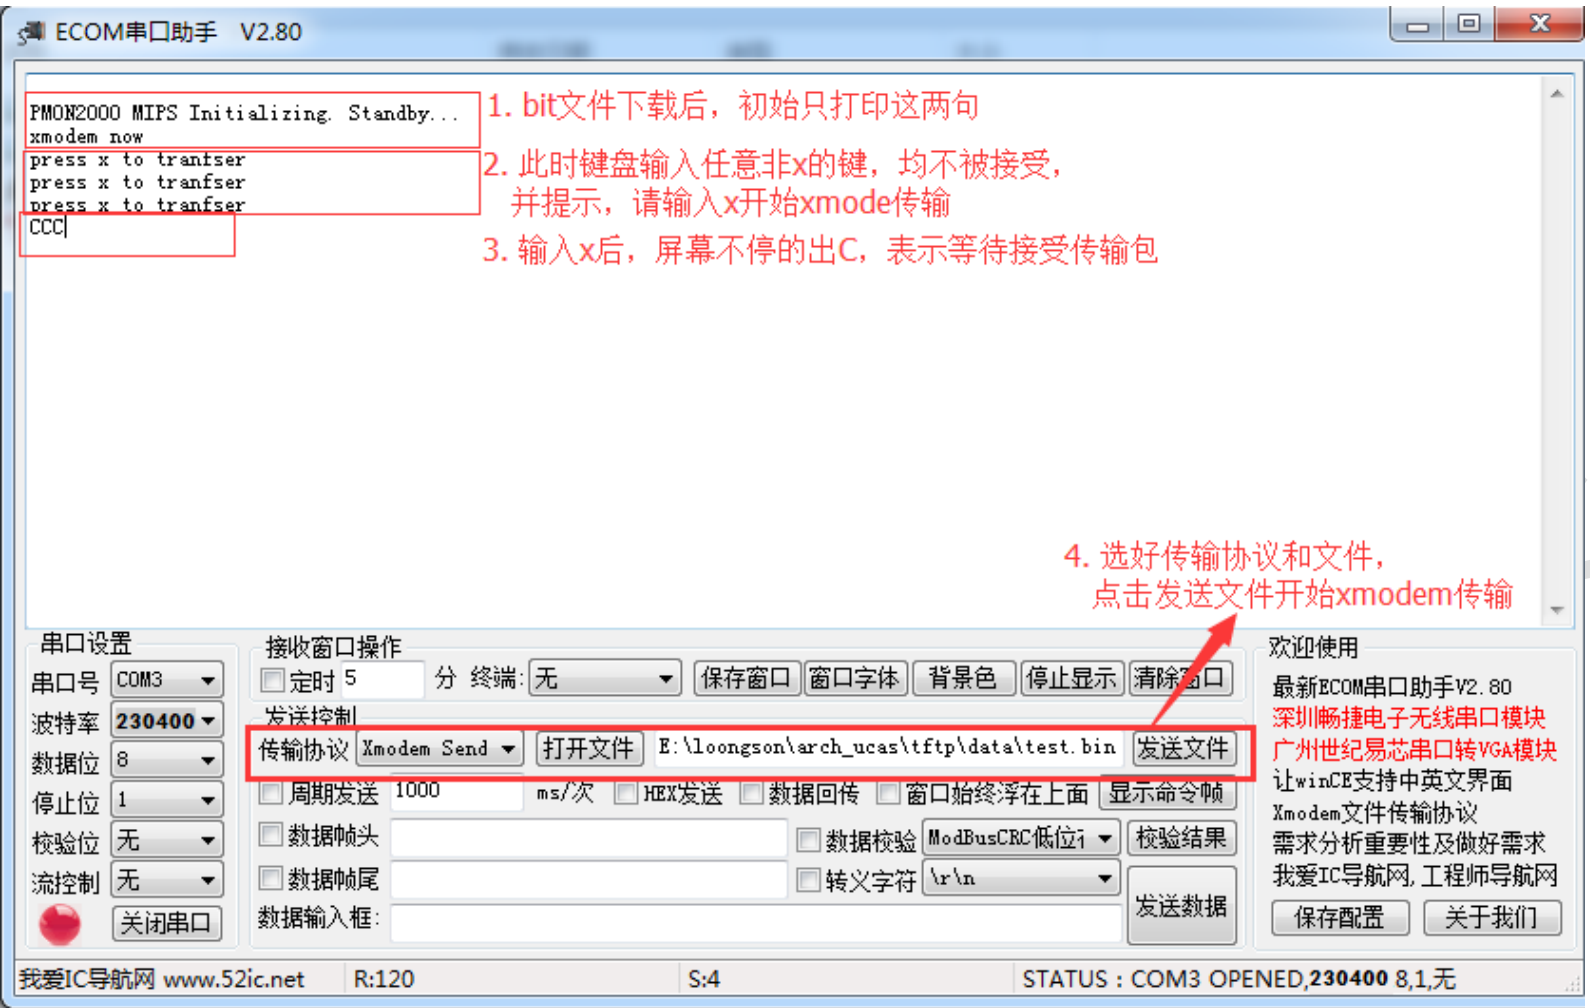 ECOM串口助手 V2.80
PMON2000 MIPS Initializing. Standby...
xmodem now
press x to tranfser
press x to tranfser
press x to tranfser
CCC
1. bit文件下载后，初始只打印这两句
2. 此时键盘输入任意非x的键，均不被接受，
并提示，请输入x开始xmode传输
3. 输入x后，屏幕不停的出C，表示等待接受传输包
4. 选好传输协议和文件，
点击发送文件开始xmodem传输
串口设置
串口号 COM3
波特率 230400
数据位 8
停止位 1
校验位 无
流控制 无
关闭串口
接收窗口操作
定时 5 分 终端: 无 保存窗口 窗口字体 背景色 停止显示 清除窗口
发送控制
传输协议 Xmodem Send 打开文件 E:\loongson\arch_ucas\tftp\data\test.bin 发送文件
周期发送 1000 ms/次 HEX发送 数据回传 窗口始终浮在上面 显示命令帧
数据帧头 数据校验 ModBusCRC低位 校验结果
数据帧尾 转义字符 \r\n
数据输入框: 发送数据
欢迎使用
最新ECOM串口助手V2.80
深圳畅捷电子无线串口模块
广州世纪易芯串口转VGA模块
让winCE支持中英文界面
Xmodem文件传输协议
需求分析重要性及做好需求
我爱IC导航网,工程师导航网
保存配置 关于我们
我爱IC导航网 www.52ic.net R:120 S:4 STATUS：COM3 OPENED,230400 8,1,无